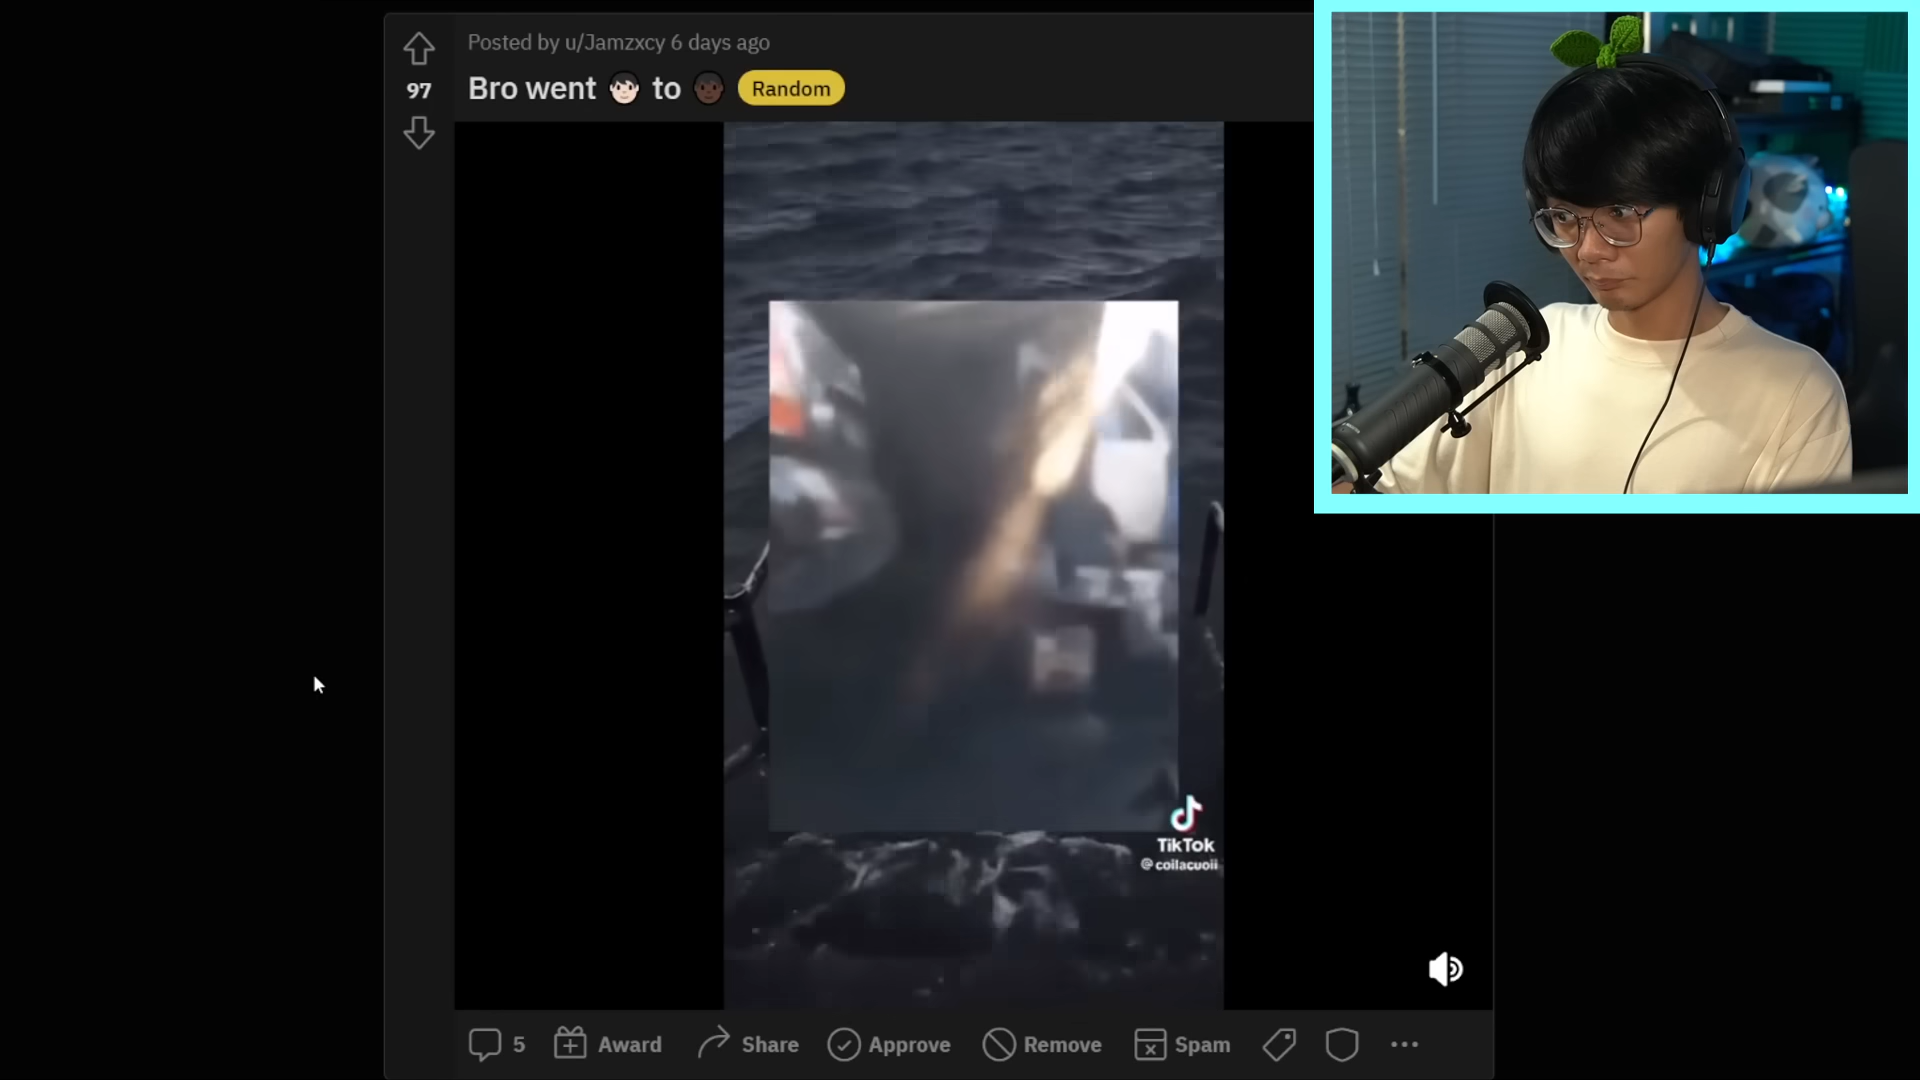 Posted by u/Jamzxcy 6 days ago
97
Bro went 👦🏻 to 👦🏿 Random
TikTok
@coilacuoii
5 Award Share Approve Remove Spam